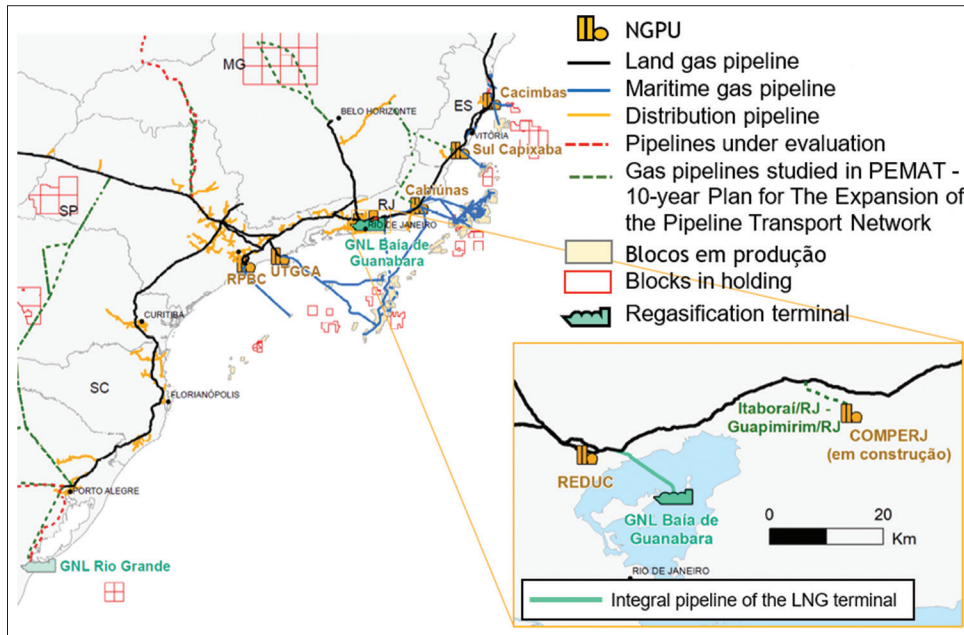 MG
BELO HORIZONTE
ES
Cacimbas
VITÓRIA
Sul Capixaba
SP
Cabiúnas
RJ
RIO DE JANEIRO
GNL Baía de
Guanabara
UTGCA
RPBC
CURITIBA
SC
FLORIANÓPOLIS
PORTO ALEGRE
GNL Rio Grande
NGPU
Land gas pipeline
Maritime gas pipeline
Distribution pipeline
Pipelines under evaluation
Gas pipelines studied in PEMAT -
10-year Plan for The Expansion of
the Pipeline Transport Network
Blocos em produção
Blocks in holding
Regasification terminal
Itaboraí/RJ -
Guapimirim/RJ
COMPERJ
(em construção)
REDUC
GNL Baía de
Guanabara
0 20
Km
RIO DE JANEIRO
Integral pipeline of the LNG terminal